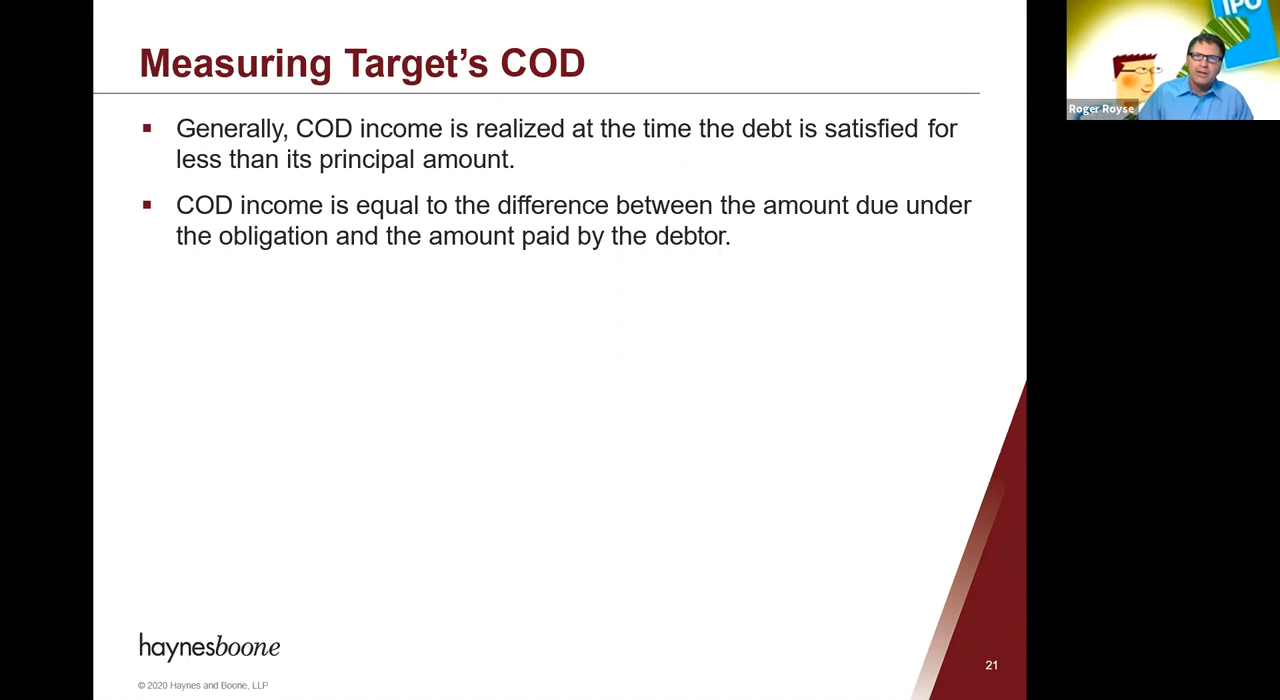 Measuring Target's COD
▪ Generally, COD income is realized at the time the debt is satisfied for
less than its principal amount.
▪ COD income is equal to the difference between the amount due under
the obligation and the amount paid by the debtor.
haynesboone
© 2020 Haynes and Boone, LLP
21
IPO
Roger Royse